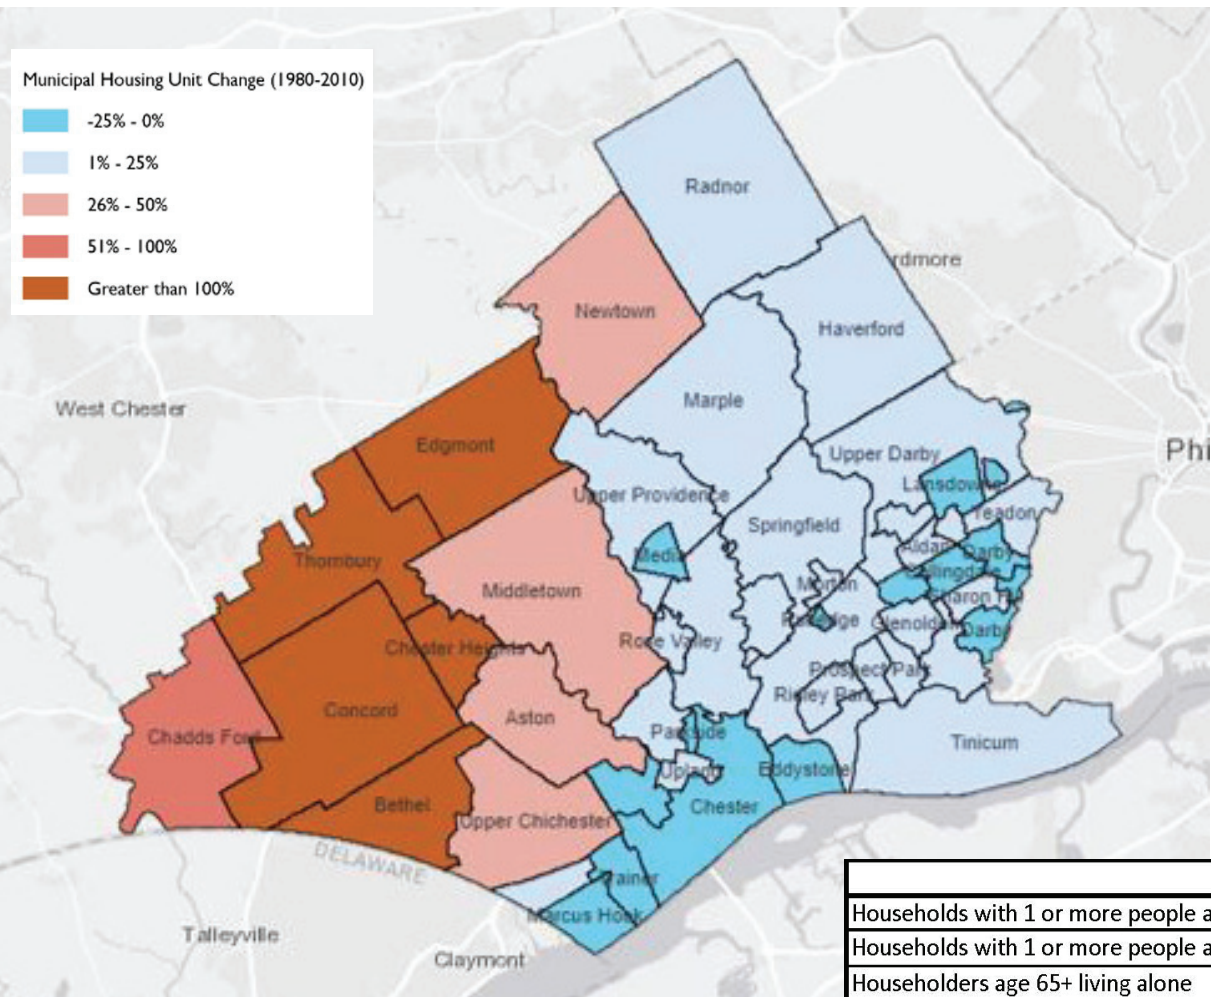 Municipal Housing Unit Change (1980-2010)
-25% - 0%
1% - 25%
26% - 50%
51% - 100%
Greater than 100%
Radnor
rdmore
Newtown
Haverford
West Chester
Marple
Edgmont
Upper Darby
Phi
Lansdowne
Upper Providence
Yeadon
Springfield
Aldan
Darby
Media
Thornbury
Collingdale
Middletown
Morton
Sharon Hill
Rutledge
Glenolden
Darby
Rose Valley
Chester Heights
Prospect Park
Ridley Park
Concord
Aston
Chadds Ford
Parkside
Tinicum
Upland
Eddystone
Bethel
Chester
Upper Chichester
DELAWARE
Trainer
Marcus Hook
Talleyville
Claymont
Households with 1 or more people a
Households with 1 or more people a
Householders age 65+ living alone